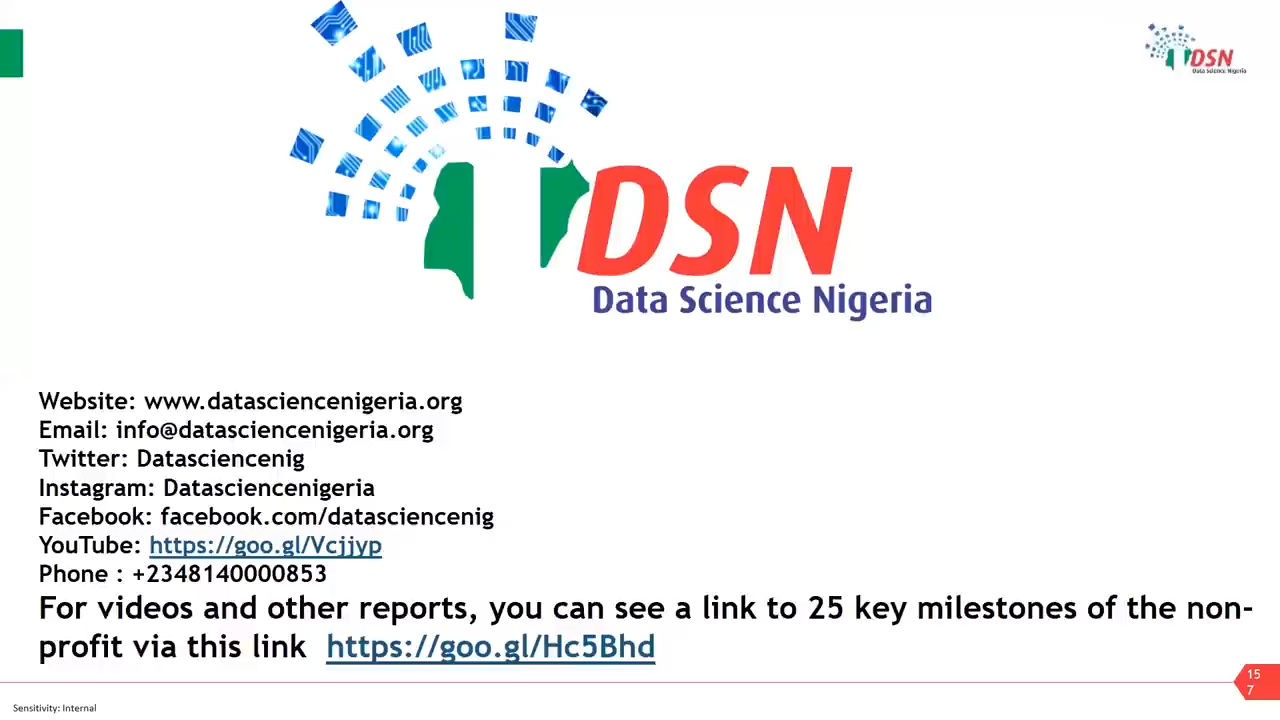 DSN
Data Science Nigeria
DSN
Data Science Nigeria
Website: www.datasciencenigeria.org
Email: info@datasciencenigeria.org
Twitter: Datasciencenig
Instagram: Datasciencenigeria
Facebook: facebook.com/datasciencenig
YouTube: https://goo.gl/Vcjjyp
Phone : +2348140000853
For videos and other reports, you can see a link to 25 key milestones of the non-
profit via this link https://goo.gl/Hc5Bhd
15
7
Sensitivity: Internal